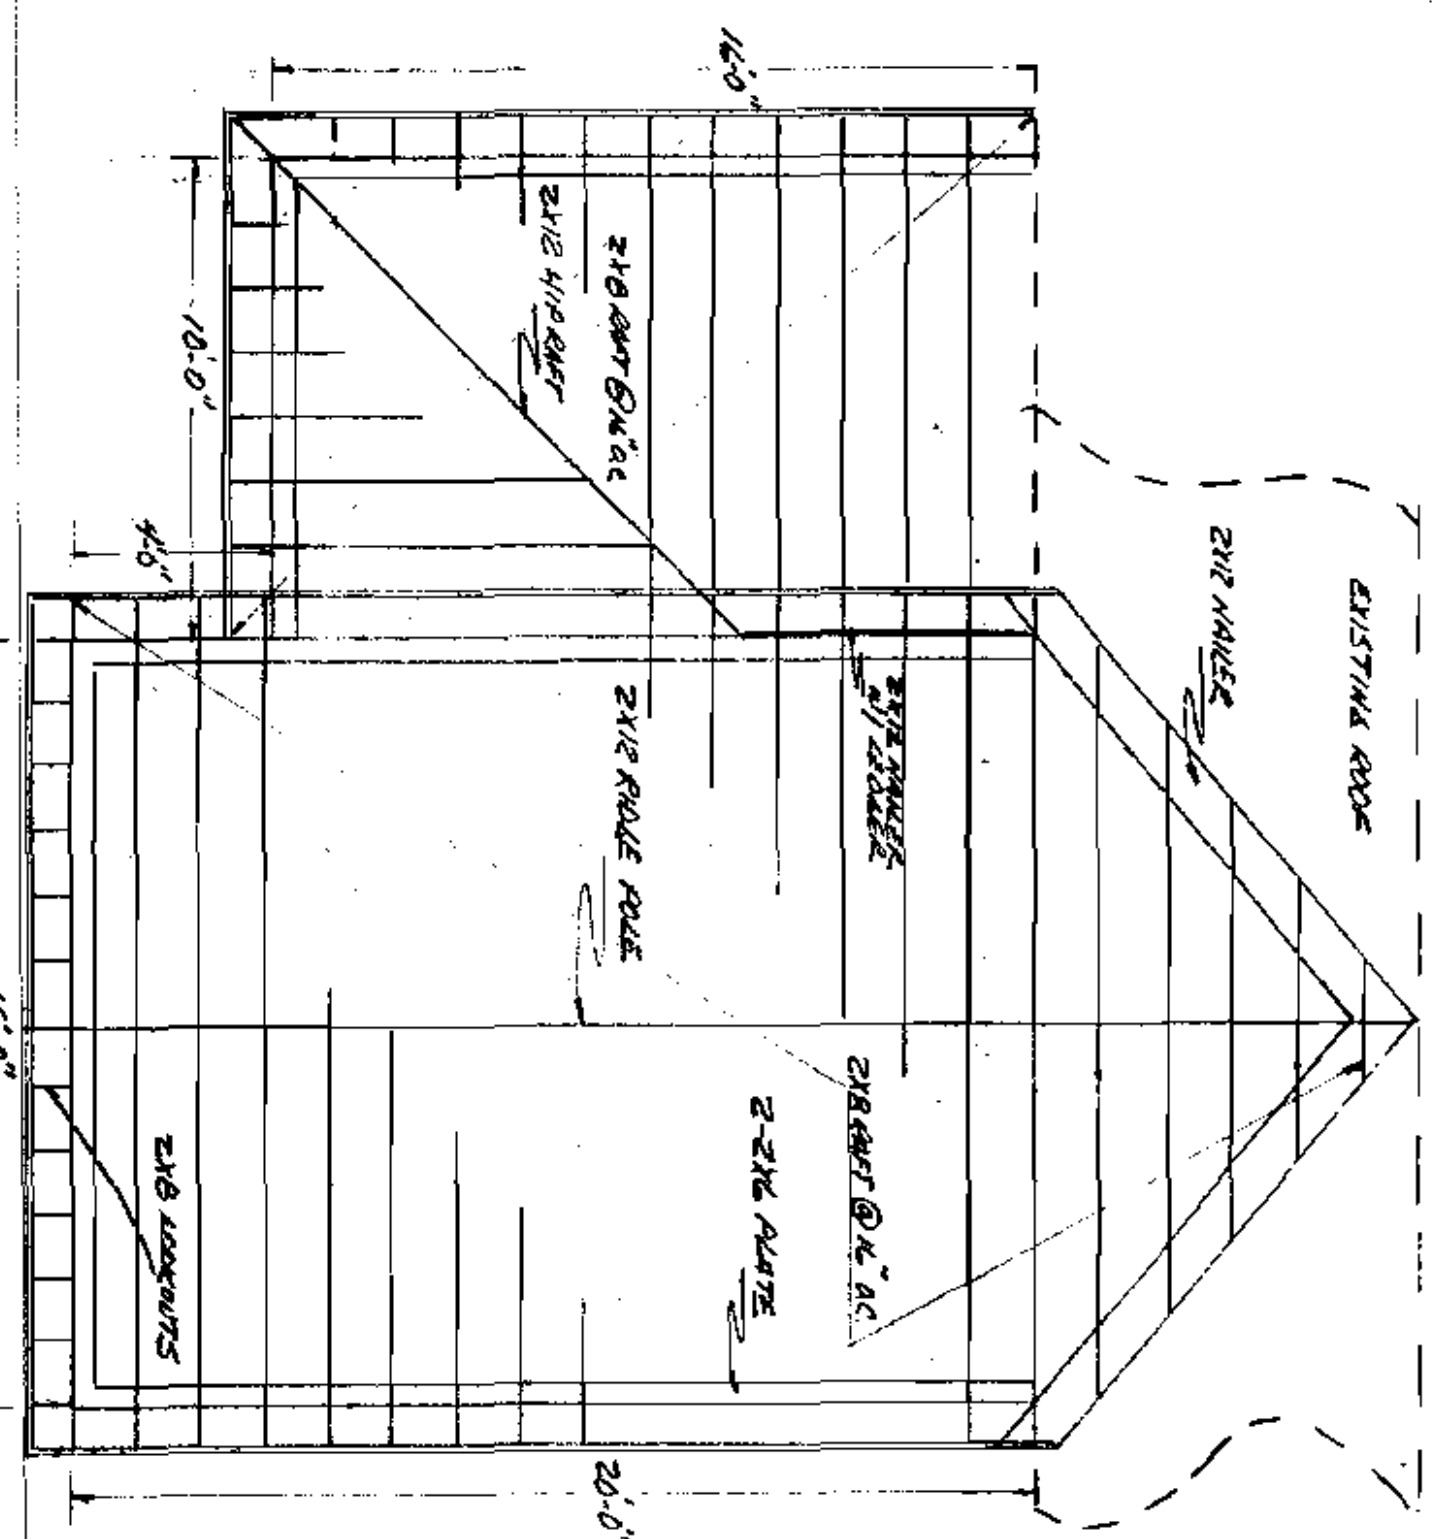 EXISTING ROOF
2X12 NAILER
16'-0"
2X8 RAFT @ 16" OC
2X12 HIP RAFT
2X12 NAILER
W/ LEDGER
10'-0"
4'-0"
2X12 RIDGE POLE
2X8 RAFT @ 16" OC
2-2X6 PLATE
2X8 LOOKOUTS
20'-0"